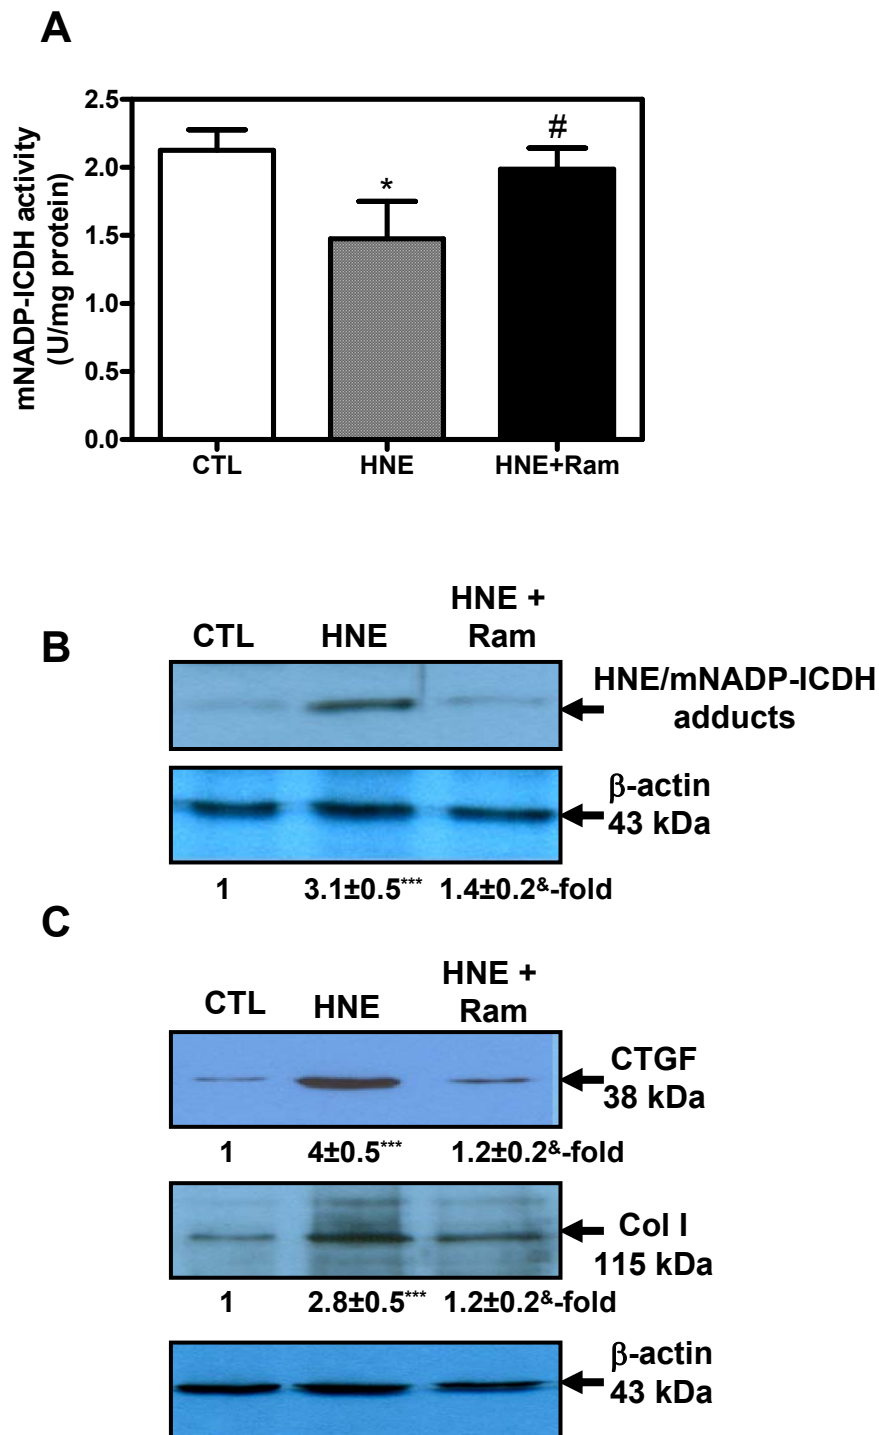 A
mNADP-ICDH activity
(U/mg protein)
2.5
2.0
1.5
1.0
0.5
0.0
*
#
CTL HNE HNE+Ram
B
CTL HNE HNE +
Ram
HNE/mNADP-ICDH
adducts
β-actin
43 kDa
1 3.1±0.5*** 1.4±0.2&-fold
C
CTL HNE HNE +
Ram
CTGF
38 kDa
1 4±0.5*** 1.2±0.2&-fold
Col I
115 kDa
1 2.8±0.5*** 1.2±0.2&-fold
β-actin
43 kDa